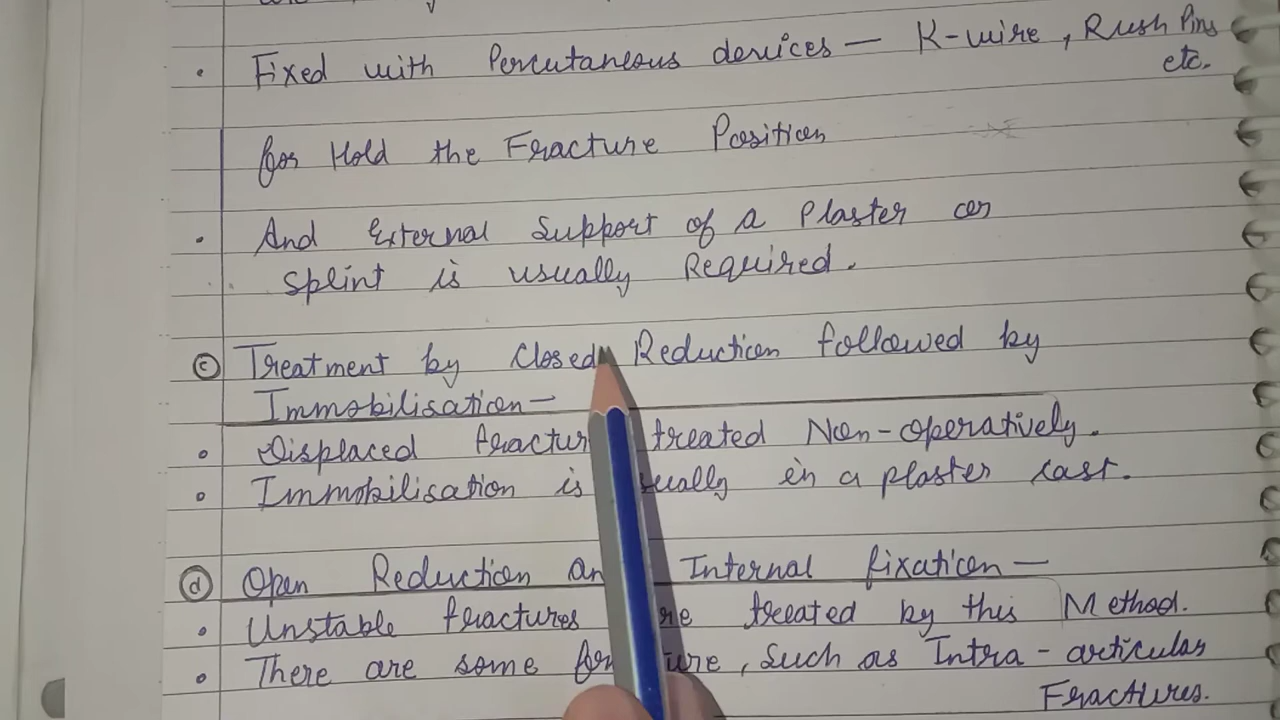 • Fixed with Percutaneous devices — K-wire, Rush Pins
etc.
for Hold the Fracture Position
• And External Support of a Plaster or
splint is usually Required.
(c) Treatment by Closed Reduction followed by
Immobilisation —
• Displaced fractur treated Non-operatively.
• Immobilisation is sually in a plaster cast.
(d) Open Reduction an Internal fixation —
• Unstable fractures re treated by this Method.
• There are some ture, such as Intra-articular
Fractures.